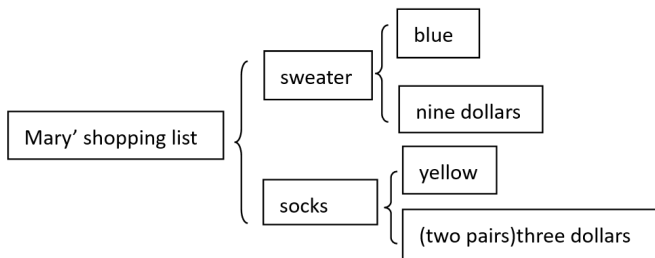 Mary’ shopping list
sweater
blue
nine dollars
socks
yellow
(two pairs)three dollars